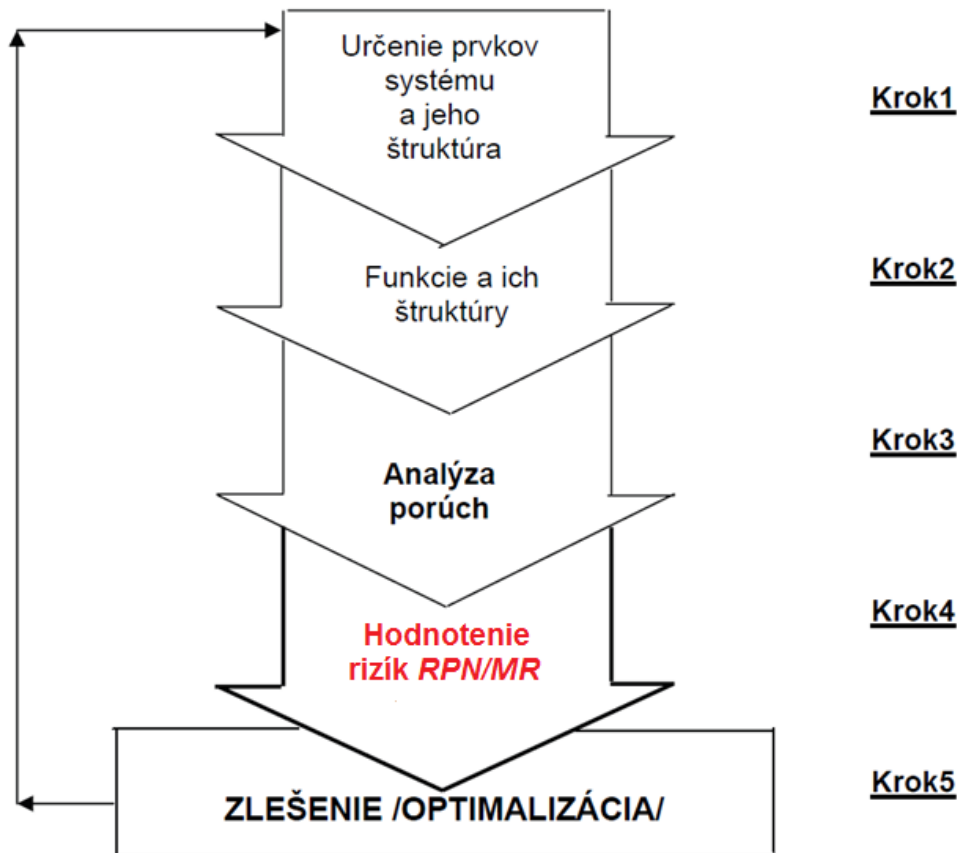 Určenie prvkov
systému
a jeho
štruktúra
Krok1
Funkcie a ich
štruktúry
Krok2
Analýza
porúch
Krok3
Hodnotenie
rizík RPN/MR
Krok4
ZLEŠENIE /OPTIMALIZÁCIA/
Krok5